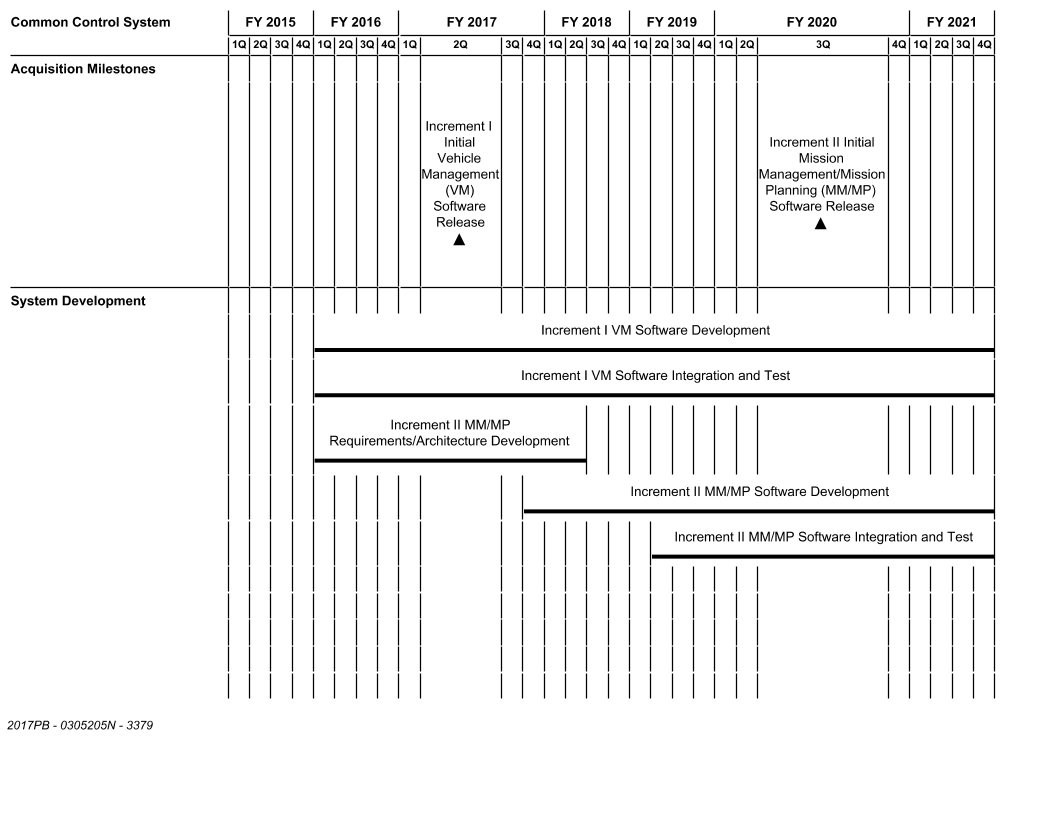 Common Control System FY 2015 FY 2016 FY 2017 FY 2018 FY 2019 FY 2020 FY 2021
1Q 2Q 3Q 4Q 1Q 2Q 3Q 4Q 1Q 2Q 3Q 4Q 1Q 2Q 3Q 4Q 1Q 2Q 3Q 4Q 1Q 2Q 3Q 4Q 1Q 2Q 3Q 4Q
Acquisition Milestones
Increment I
Initial
Vehicle
Management
(VM)
Software
Release
Increment II Initial
Mission
Management/Mission
Planning (MM/MP)
Software Release
System Development
Increment I VM Software Development
Increment I VM Software Integration and Test
Increment II MM/MP
Requirements/Architecture Development
Increment II MM/MP Software Development
Increment II MM/MP Software Integration and Test
2017PB - 0305205N - 3379